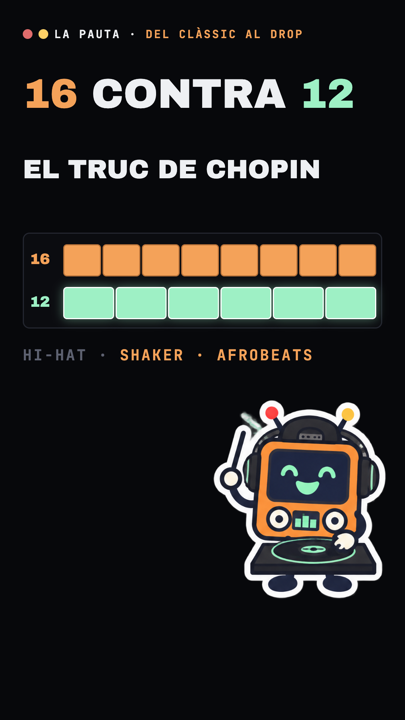 LA PAUTA · DEL CLÀSSIC AL DROP
16 CONTRA 12
EL TRUC DE CHOPIN
16
12
HI-HAT · SHAKER · AFROBEATS